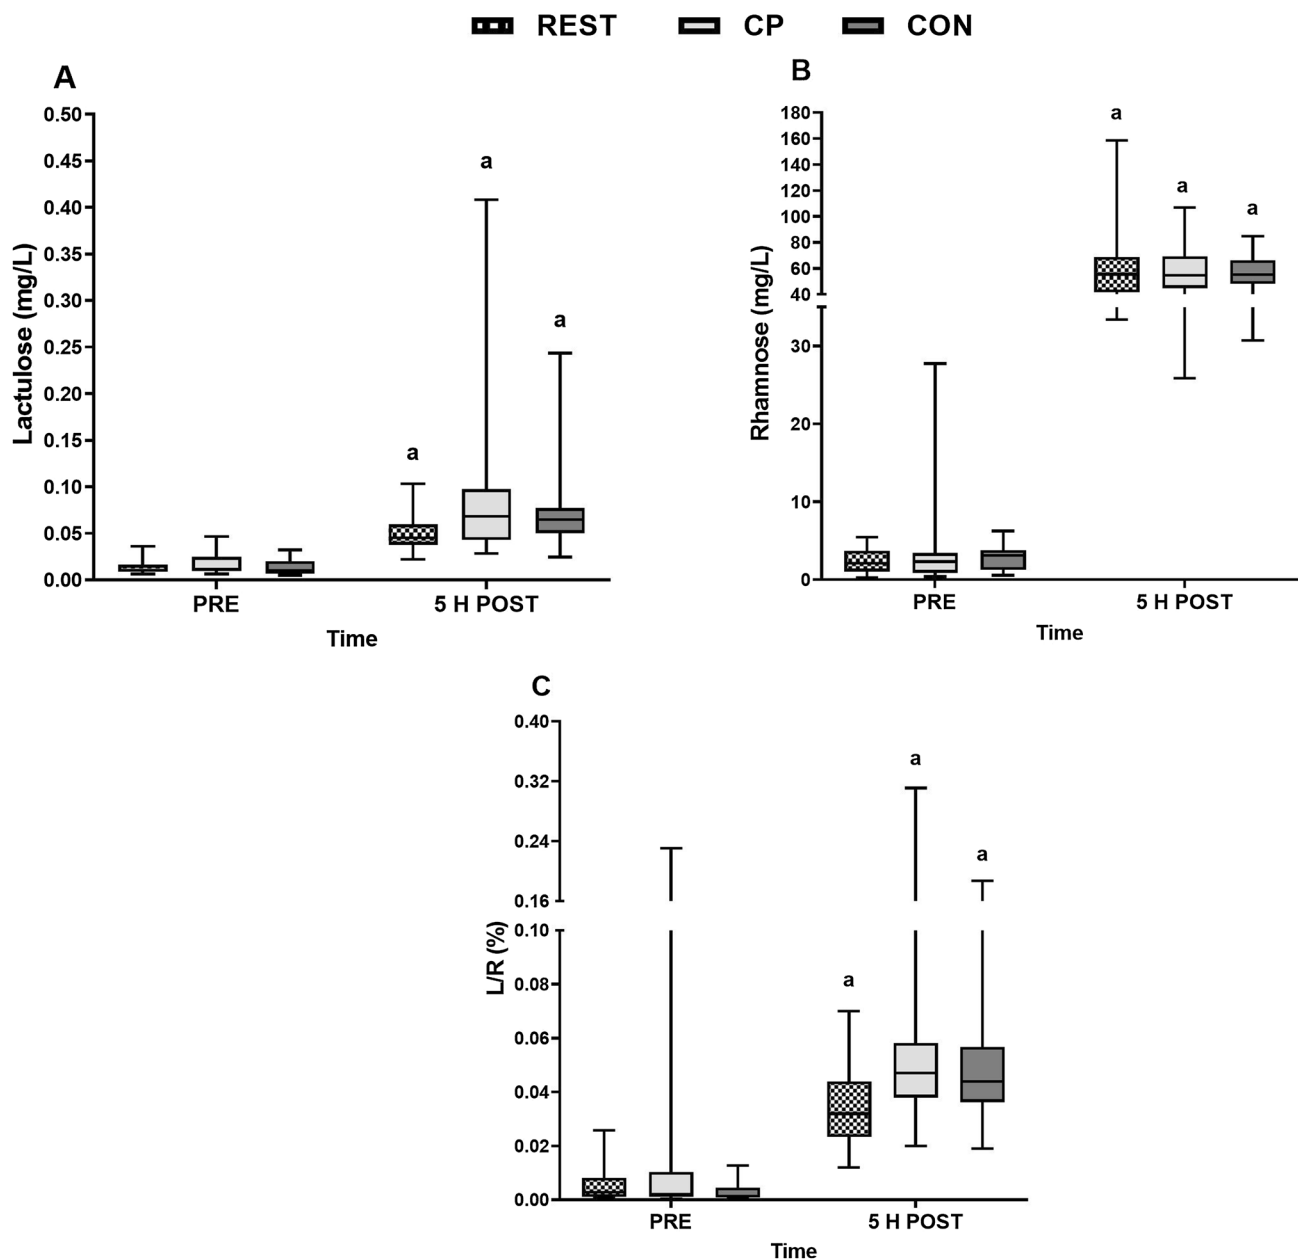 REST CP CON
A
Lactulose (mg/L)
0.50
0.45
0.40
0.35
0.30
0.25
0.20
0.15
0.10
0.05
0.00
a
a
a
PRE 5 H POST
Time
B
Rhamnose (mg/L)
180
160
140
120
100
80
60
40
30
20
10
0
a
a
a
PRE 5 H POST
Time
C
L/R (%)
0.40
0.32
0.24
0.16
0.10
0.08
0.06
0.04
0.02
0.00
a
a
a
PRE 5 H POST
Time